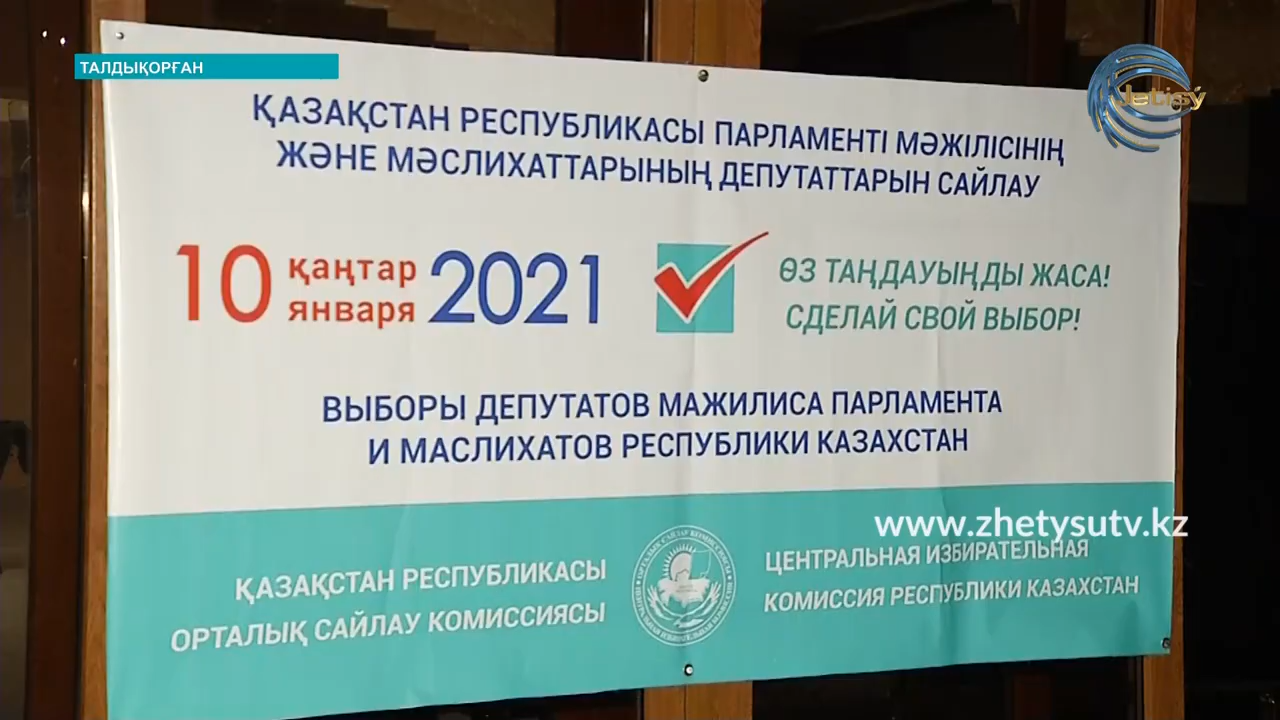 ТАЛДЫҚОРҒАН
Jetisý
ҚАЗАҚСТАН РЕСПУБЛИКАСЫ ПАРЛАМЕНТІ МӘЖІЛІСІНІҢ
ЖӘНЕ МӘСЛИХАТТАРЫНЫҢ ДЕПУТАТТАРЫН САЙЛАУ
10 қаңтар января 2021
ӨЗ ТАҢДАУЫҢДЫ ЖАСА!
СДЕЛАЙ СВОЙ ВЫБОР!
ВЫБОРЫ ДЕПУТАТОВ МАЖИЛИСА ПАРЛАМЕНТА
И МАСЛИХАТОВ РЕСПУБЛИКИ КАЗАХСТАН
www.zhetysutv.kz
ҚАЗАҚСТАН РЕСПУБЛИКАСЫ
ОРТАЛЫҚ САЙЛАУ КОМИССИЯСЫ
ЦЕНТРАЛЬНАЯ ИЗБИРАТЕЛЬНАЯ
КОМИССИЯ РЕСПУБЛИКИ КАЗАХСТАН